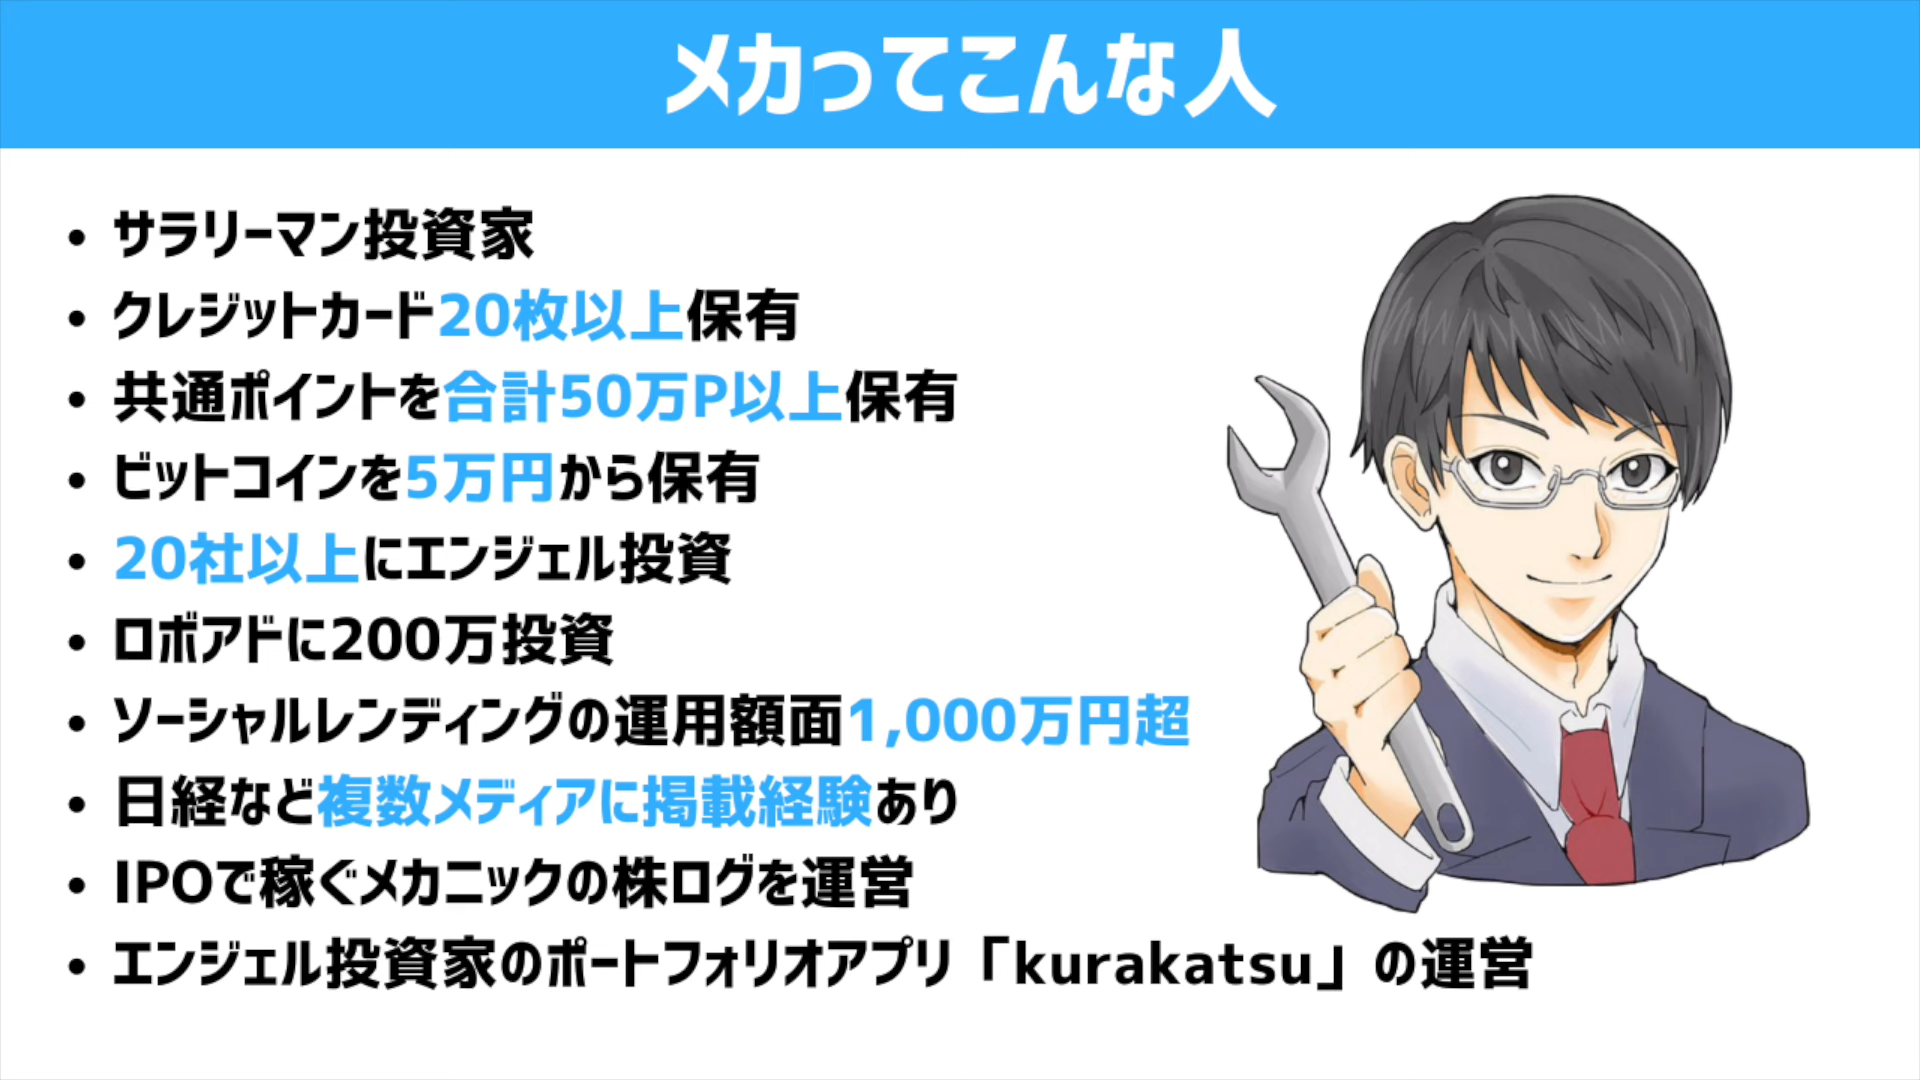 メカってこんな人
• サラリーマン投資家
• クレジットカード20枚以上保有
• 共通ポイントを合計50万P以上保有
• ビットコインを5万円から保有
• 20社以上にエンジェル投資
• ロボアドに200万投資
• ソーシャルレンディングの運用額面1,000万円超
• 日経など複数メディアに掲載経験あり
• IPOで稼ぐメカニックの株ログを運営
• エンジェル投資家のポートフォリオアプリ「kurakatsu」の運営